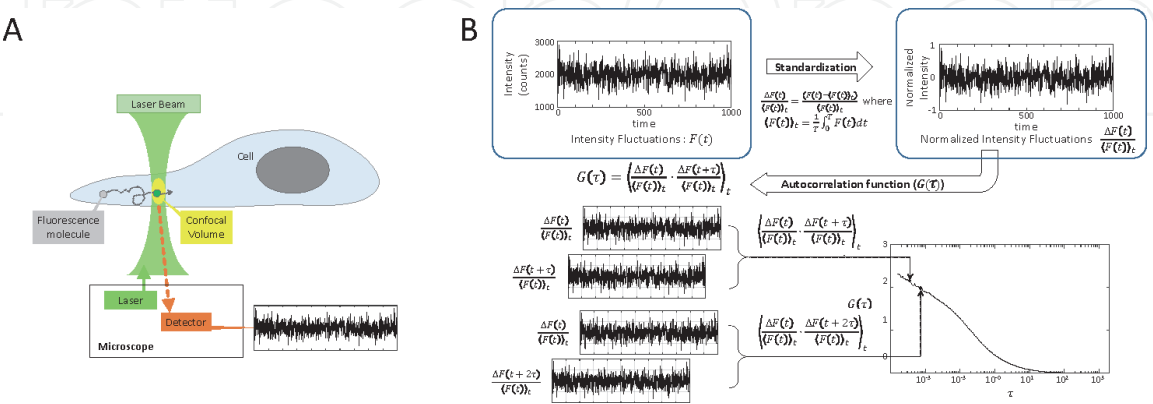 A
Laser Beam
Cell
Fluorescence
molecule
Confocal
Volume
Laser
Detector
Microscope
B
Intensity
(counts)
3000
2000
1000
0
500
1000
time
Intensity Fluctuations : F(t)
Standardization
ΔF(t)/⟨F(t)⟩t = (F(t)−⟨F(t)⟩t)/⟨F(t)⟩t where
⟨F(t)⟩t = 1/T ∫0T F(t)dt
Normalized
Intensity
1
0
-1
0
500
1000
time
Normalized Intensity Fluctuations ΔF(t)/⟨F(t)⟩t
Autocorrelation function (G(τ))
G(τ) = ⟨ΔF(t)/⟨F(t)⟩t · ΔF(t+τ)/⟨F(t)⟩t⟩t
ΔF(t)/⟨F(t)⟩t
ΔF(t + τ)/⟨F(t)⟩t
⟨ΔF(t)/⟨F(t)⟩t · ΔF(t + τ)/⟨F(t)⟩t⟩t
ΔF(t)/⟨F(t)⟩t
ΔF(t + 2τ)/⟨F(t)⟩t
⟨ΔF(t)/⟨F(t)⟩t · ΔF(t + 2τ)/⟨F(t)⟩t⟩t
G(τ)
3
2
1
0
10⁻²
10⁻⁰
10¹
10²
10³
τ